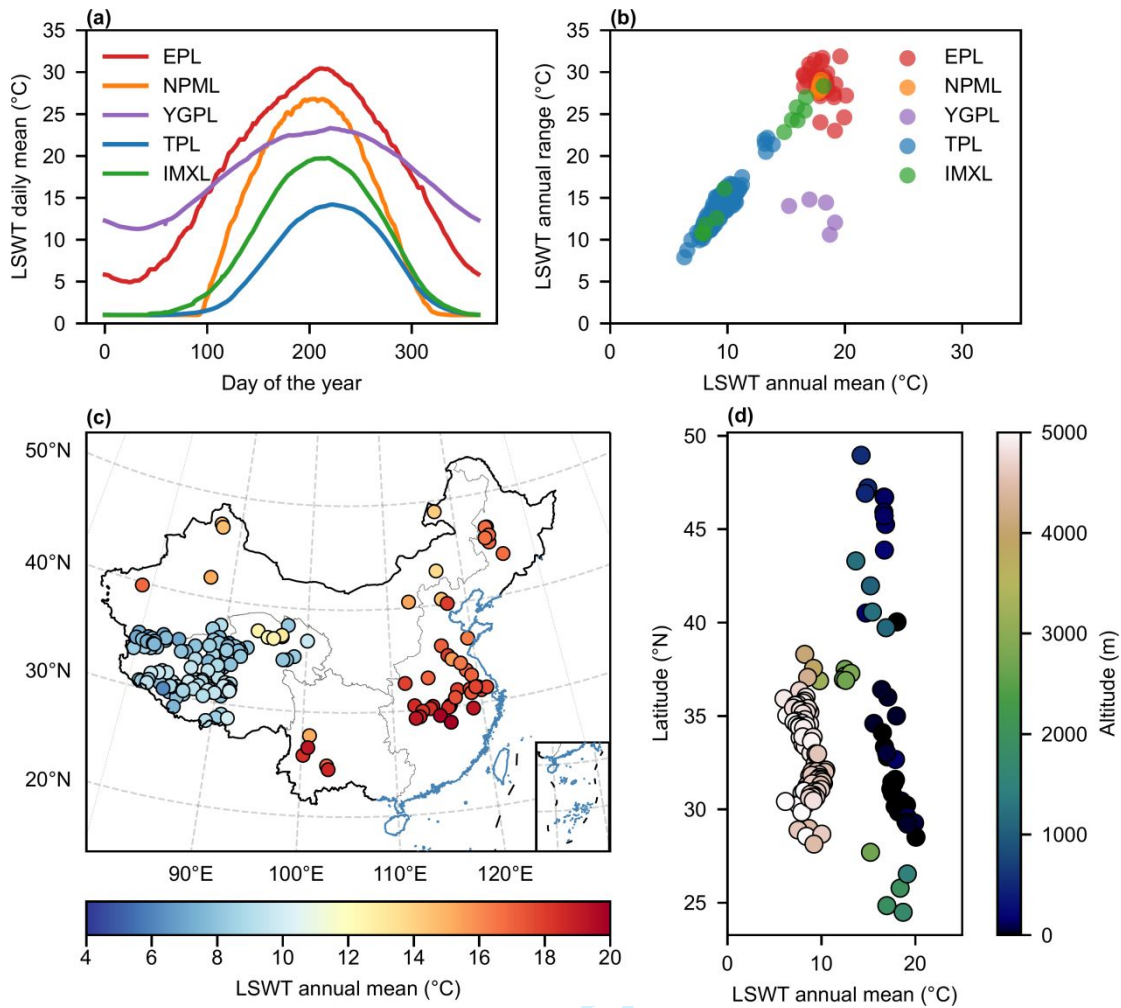 (a)
35
30
25
20
15
10
5
0
LSWT daily mean (°C)
EPL
NPML
YGPL
TPL
IMXL
0 100 200 300
Day of the year
(b)
35
30
25
20
15
10
5
0
LSWT annual range (°C)
EPL
NPML
YGPL
TPL
IMXL
0 10 20 30
LSWT annual mean (°C)
(c)
50°N
40°N
30°N
20°N
90°E 100°E 110°E 120°E
4 6 8 10 12 14 16 18 20
LSWT annual mean (°C)
(d)
50
45
40
35
30
25
Latitude (°N)
0 10 20
LSWT annual mean (°C)
5000
4000
3000
2000
1000
0
Altitude (m)